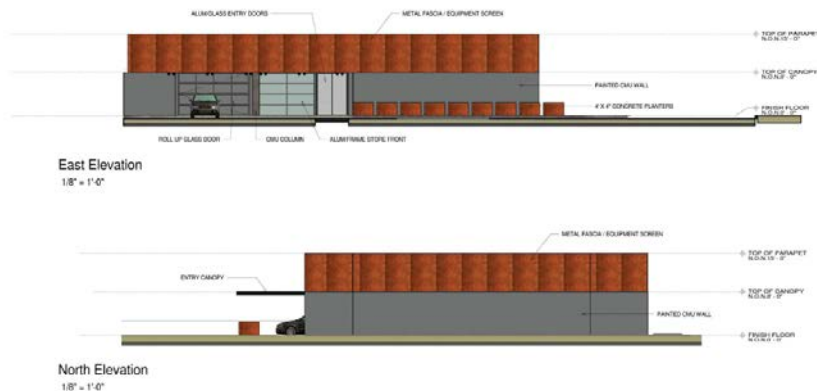 ALUM/GLASS ENTRY DOORS
METAL FASCIA / EQUIPMENT SCREEN
TOP OF PARAPET
TOP OF CANOPY
PAINTED CMU WALL
4' X 4' CONCRETE PLANTERS
FINISH FLOOR
ROLL UP GLASS DOOR
CMU COLUMN
ALUM FRAME STORE FRONT
East Elevation
1/8" = 1'-0"
METAL FASCIA / EQUIPMENT SCREEN
TOP OF PARAPET
ENTRY CANOPY
TOP OF CANOPY
PAINTED CMU WALL
FINISH FLOOR
North Elevation
1/8" = 1'-0"